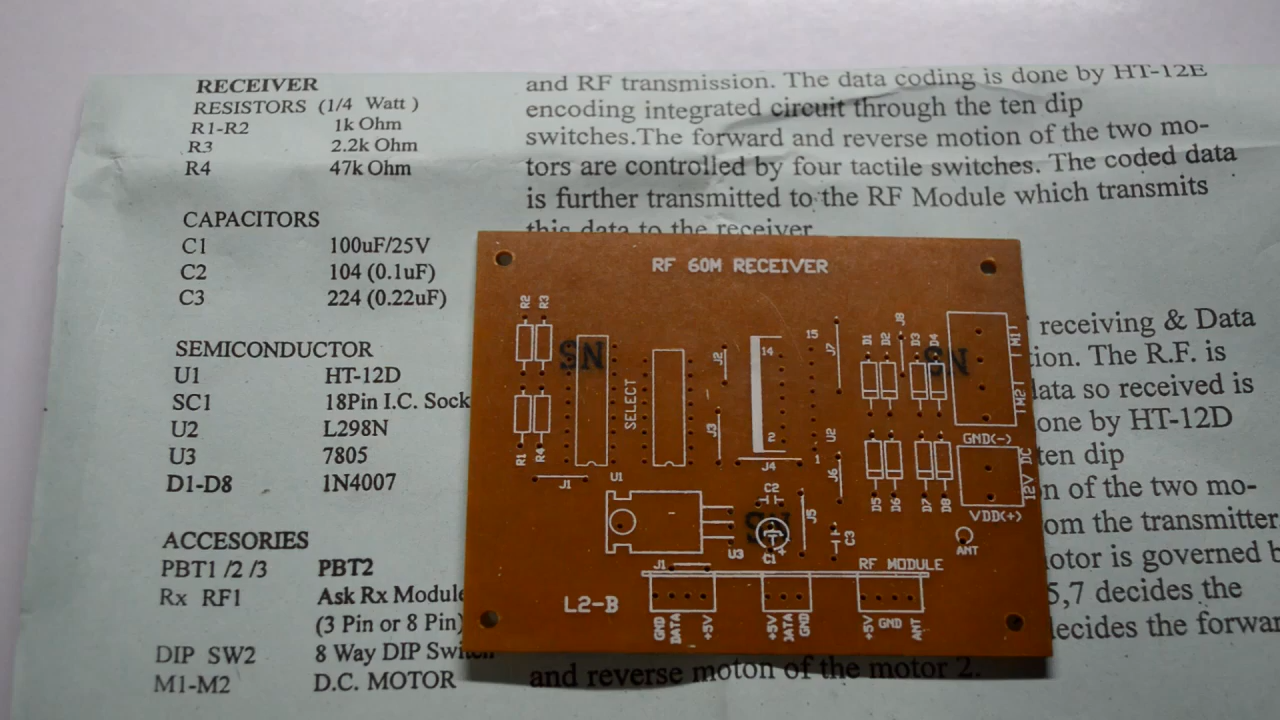 RECEIVER
RESISTORS (1/4 Watt )
R1-R2 1k Ohm
R3 2.2k Ohm
R4 47k Ohm
CAPACITORS
C1 100uF/25V
C2 104 (0.1uF)
C3 224 (0.22uF)
SEMICONDUCTOR
U1 HT-12D
SC1 18Pin I.C. Sock
U2 L298N
U3 7805
D1-D8 1N4007
ACCESORIES
PBT1 /2 /3 PBT2
Rx RF1 Ask Rx Module
(3 Pin or 8 Pin)
DIP SW2 8 Way DIP Switch
M1-M2 D.C. MOTOR
and RF transmission. The data coding is done by HT-12E
encoding integrated circuit through the ten dip
switches.The forward and reverse motion of the two mo-
tors are controlled by four tactile switches. The coded data
is further transmitted to the RF Module which transmits
this data to the receiver
receiving & Data
tion. The R.F. is
data so received is
one by HT-12D
ten dip
n of the two mo-
om the transmitter
otor is governed b
5,7 decides the
decides the forwar
and reverse moton of the motor 2.
RF 60M RECEIVER
R2 R3
NS
R1 R4
J1
U1
SELECT
J2
J3
14
2
J4
15
J7
U2
1
J6
D1 D2 J8 D3 D4
NS
M1
M2
GND(-)
12V DC
VDD(+)
D5 D6 D7 D8
ANT
U3
C2
NS
C1
J5
C3
J1
RF MODULE
L2-B
GND DATA +5V
+5V DATA GND
+5V GND ANT